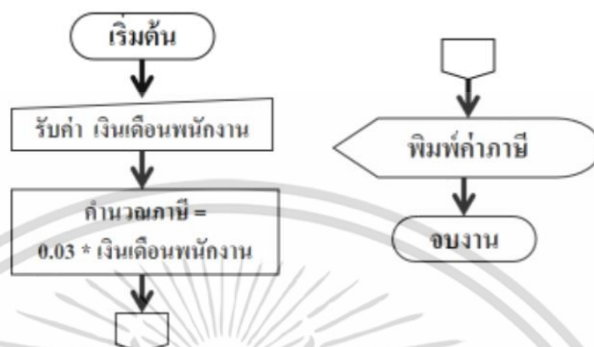 เริ่มต้น
รับค่า เงินเดือนพนักงาน
คำนวณภาษี =
0.03 * เงินเดือนพนักงาน
พิมพ์ค่าภาษี
จบงาน